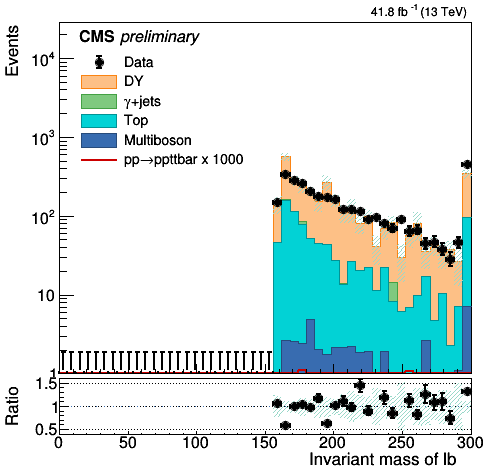 41.8 fb⁻¹ (13 TeV)
Events
CMS preliminary
Data
DY
γ+jets
Top
Multiboson
pp→ppttbar x 1000
10⁴
10³
10²
10
1
Ratio
1.5
1
0.5
0 50 100 150 200 250 300
Invariant mass of lb